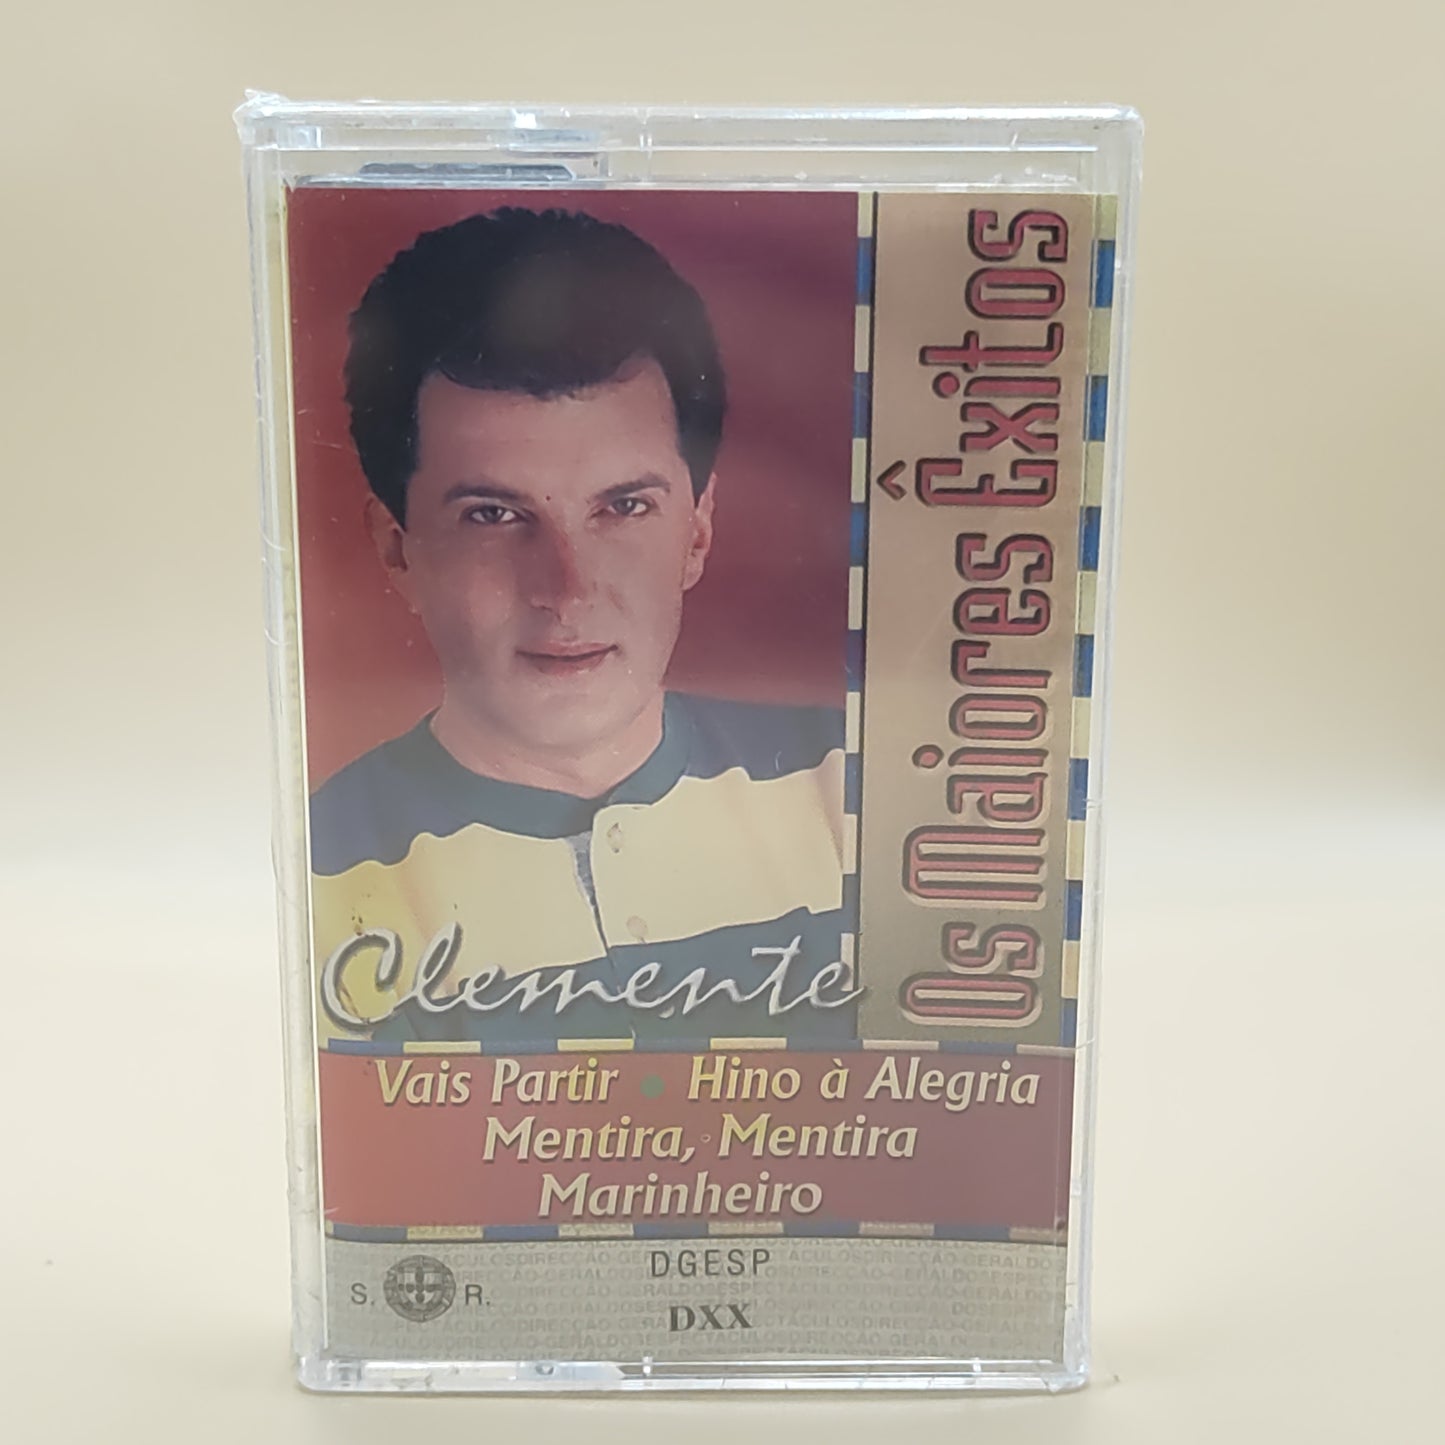 Os Maiores Êxitos
Clemente
Vais Partir • Hino à Alegria
Mentira, Mentira
Marinheiro
DGESP
S. R.
DXX